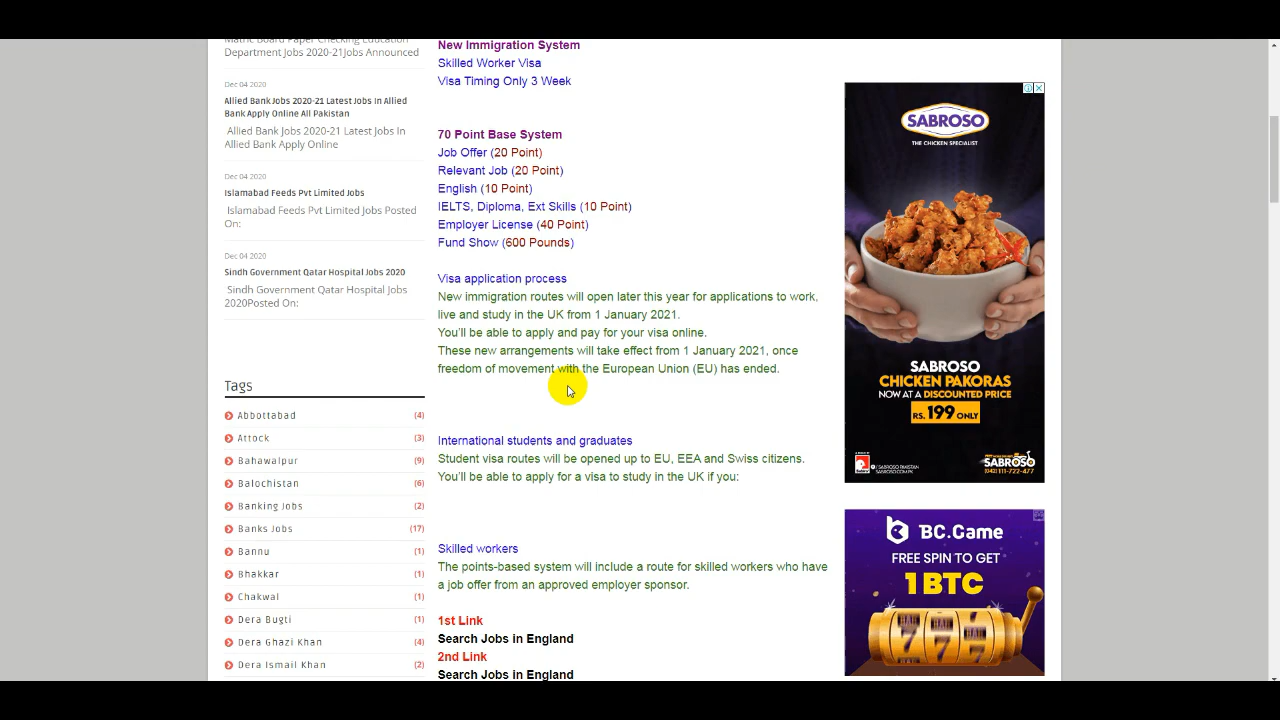 Matric Board Paper Checking Education
Department Jobs 2020-21Jobs Announced
Dec 04 2020
Allied Bank Jobs 2020-21 Latest Jobs In Allied
Bank Apply Online All Pakistan
Allied Bank Jobs 2020-21 Latest Jobs In
Allied Bank Apply Online
Dec 04 2020
Islamabad Feeds Pvt Limited Jobs
Islamabad Feeds Pvt Limited Jobs Posted
On:
Dec 04 2020
Sindh Government Qatar Hospital Jobs 2020
Sindh Government Qatar Hospital Jobs
2020Posted On:
Tags
Abbottabad (4)
Attock (3)
Bahawalpur (9)
Balochistan (6)
Banking Jobs (2)
Banks Jobs (17)
Bannu (1)
Bhakkar (1)
Chakwal (1)
Dera Bugti (1)
Dera Ghazi Khan (4)
Dera Ismail Khan (2)
New Immigration System
Skilled Worker Visa
Visa Timing Only 3 Week
70 Point Base System
Job Offer (20 Point)
Relevant Job (20 Point)
English (10 Point)
IELTS, Diploma, Ext Skills (10 Point)
Employer License (40 Point)
Fund Show (600 Pounds)
Visa application process
New immigration routes will open later this year for applications to work,
live and study in the UK from 1 January 2021.
You'll be able to apply and pay for your visa online.
These new arrangements will take effect from 1 January 2021, once
freedom of movement with the European Union (EU) has ended.
International students and graduates
Student visa routes will be opened up to EU, EEA and Swiss citizens.
You'll be able to apply for a visa to study in the UK if you:
Skilled workers
The points-based system will include a route for skilled workers who have
a job offer from an approved employer sponsor.
1st Link
Search Jobs in England
2nd Link
Search Jobs in England
SABROSO
THE CHICKEN SPECIALIST
SABROSO
CHICKEN PAKORAS
NOW AT A DISCOUNTED PRICE
RS. 199 ONLY
SABROSO
111-722-477
BC.GAME
FREE SPIN TO GET
1 BTC
7 7 7